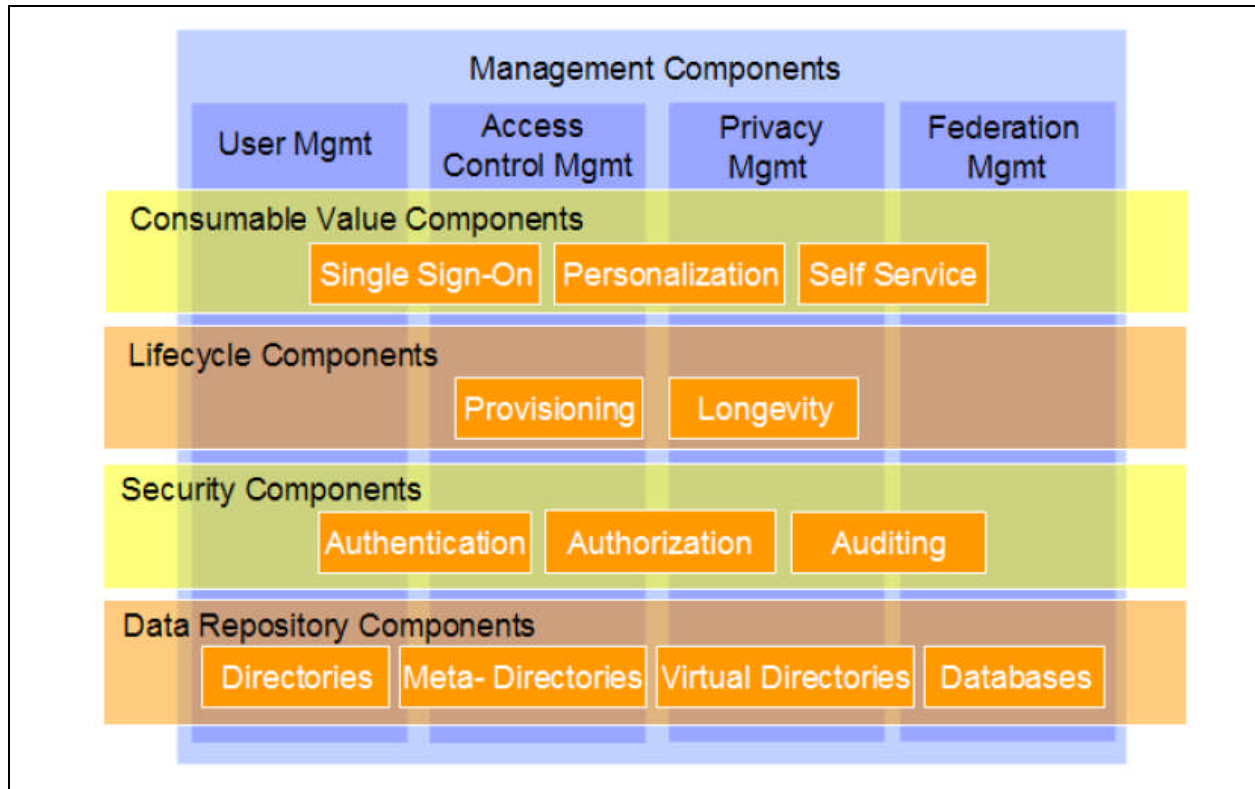 Management Components
User Mgmt
Access
Control Mgmt
Privacy
Mgmt
Federation
Mgmt
Consumable Value Components
Single Sign-On
Personalization
Self Service
Lifecycle Components
Provisioning
Longevity
Security Components
Authentication
Authorization
Auditing
Data Repository Components
Directories
Meta- Directories
Virtual Directories
Databases